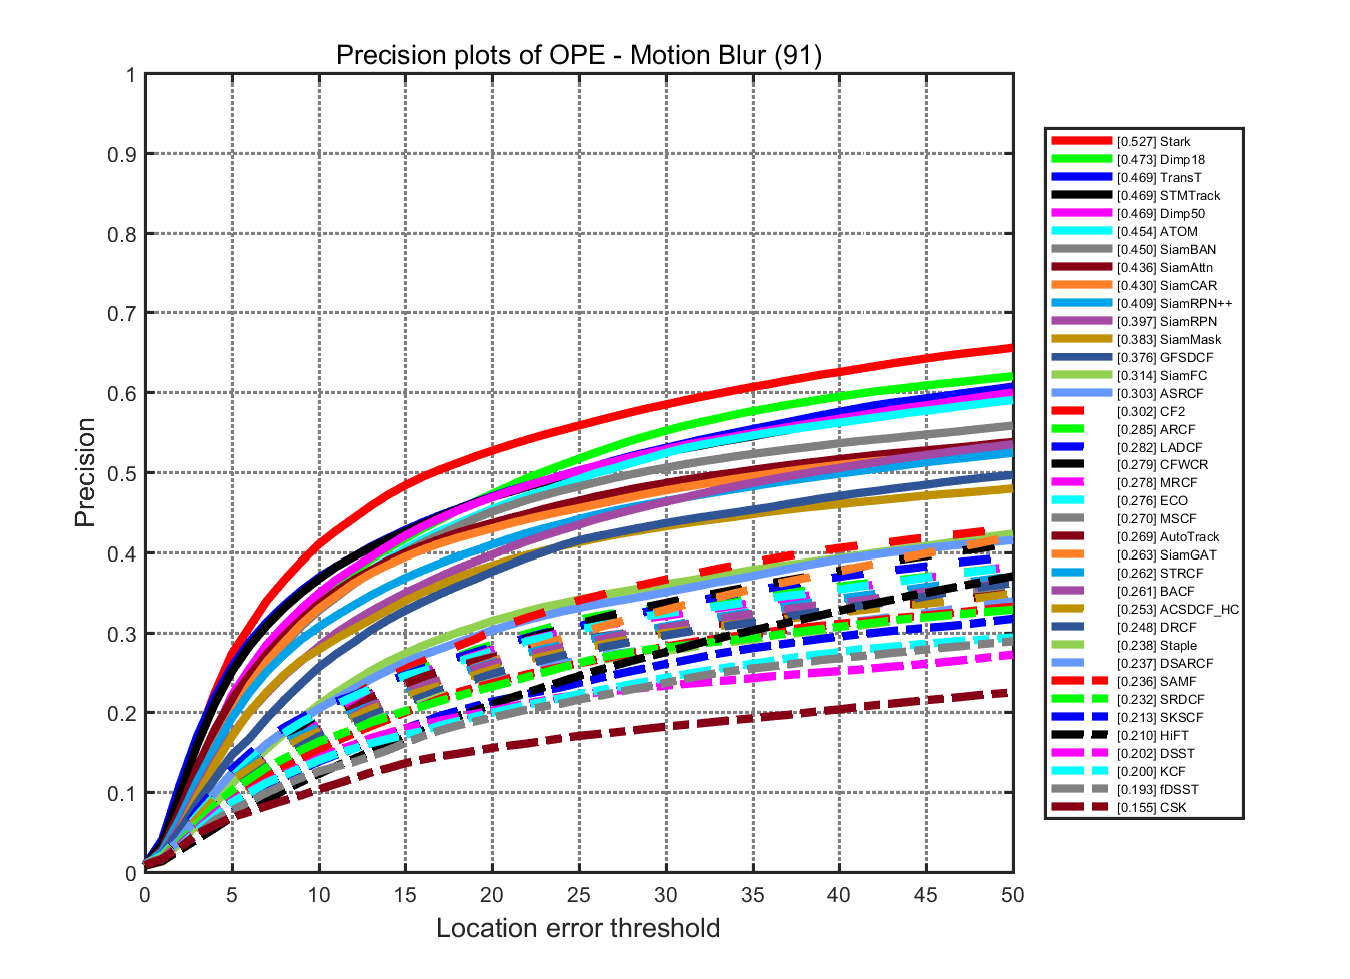 Precision plots of OPE - Motion Blur (91)
1
0.9
0.8
0.7
0.6
0.5
0.4
0.3
0.2
0.1
0
Precision
0 5 10 15 20 25 30 35 40 45 50
Location error threshold
[0.527] Stark
[0.473] Dimp18
[0.469] TransT
[0.469] STMTrack
[0.469] Dimp50
[0.454] ATOM
[0.450] SiamBAN
[0.436] SiamAttn
[0.430] SiamCAR
[0.409] SiamRPN++
[0.397] SiamRPN
[0.383] SiamMask
[0.376] GFSDCF
[0.314] SiamFC
[0.303] ASRCF
[0.302] CF2
[0.285] ARCF
[0.282] LADCF
[0.279] CFWCR
[0.278] MRCF
[0.276] ECO
[0.270] MSCF
[0.269] AutoTrack
[0.263] SiamGAT
[0.262] STRCF
[0.261] BACF
[0.253] ACSDCF_HC
[0.248] DRCF
[0.238] Staple
[0.237] DSARCF
[0.236] SAMF
[0.232] SRDCF
[0.213] SKSCF
[0.210] HiFT
[0.202] DSST
[0.200] KCF
[0.193] fDSST
[0.155] CSK